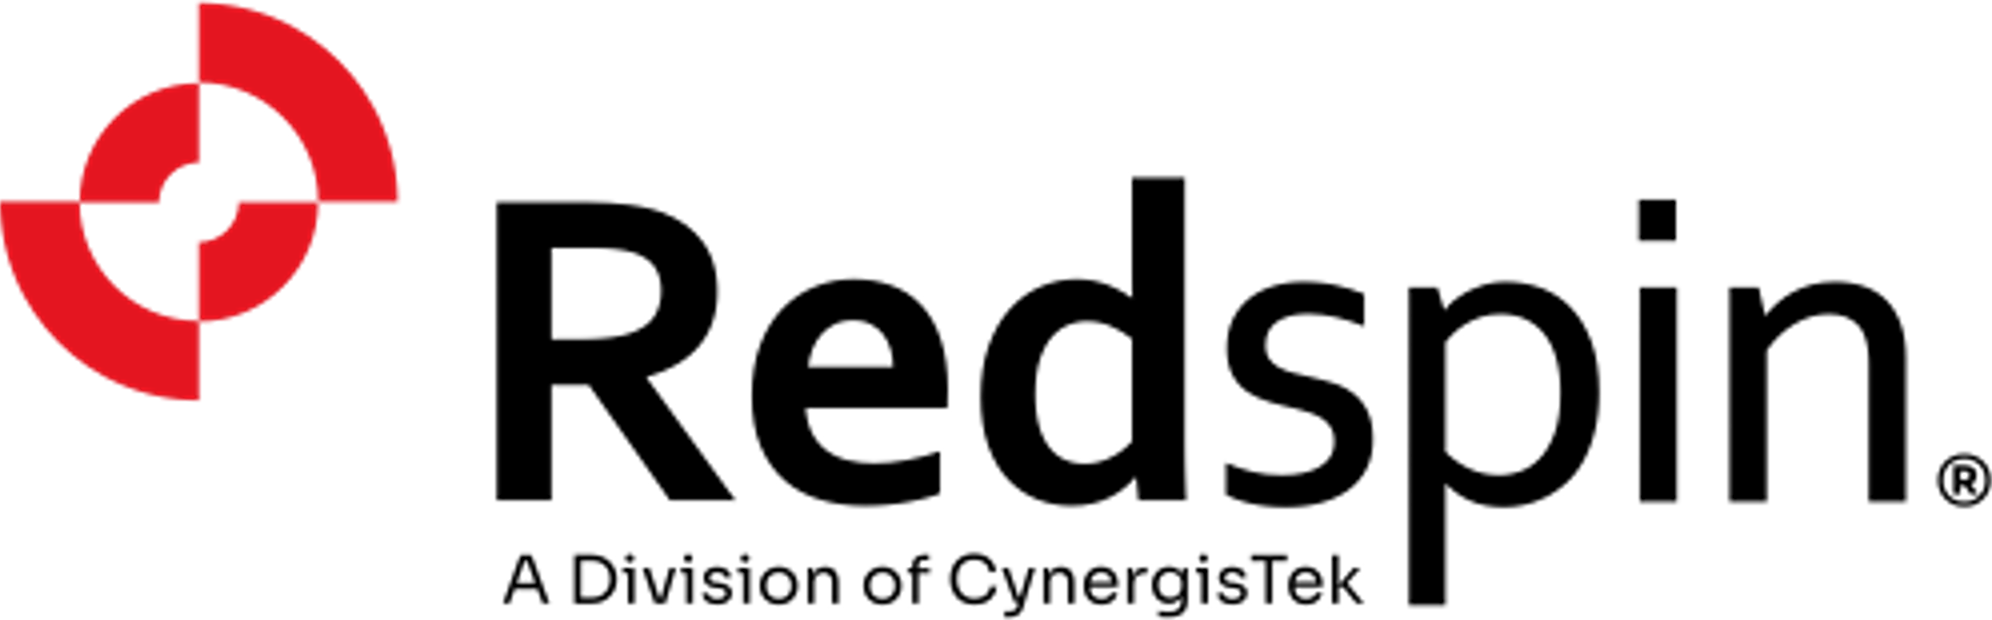 Redspin®
A Division of CynergisTek